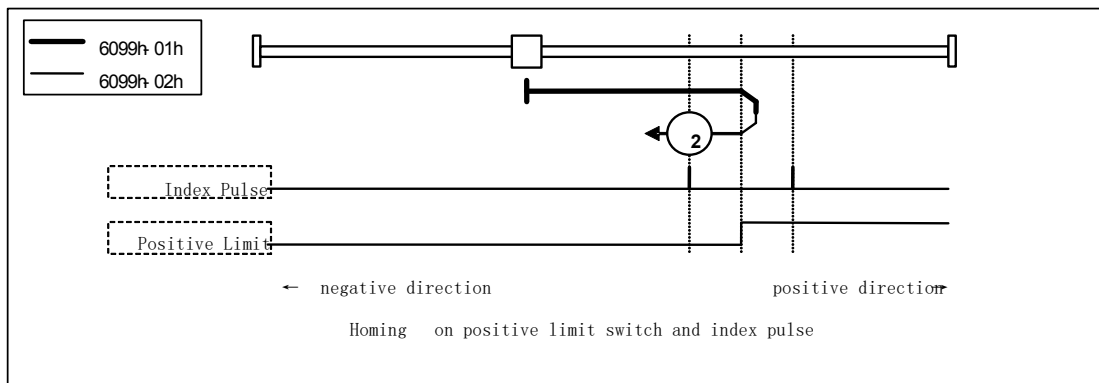 6099h- 01h
6099h- 02h
2
Index Pulse
Positive Limit
← negative direction
positive direction→
Homing on positive limit switch and index pulse